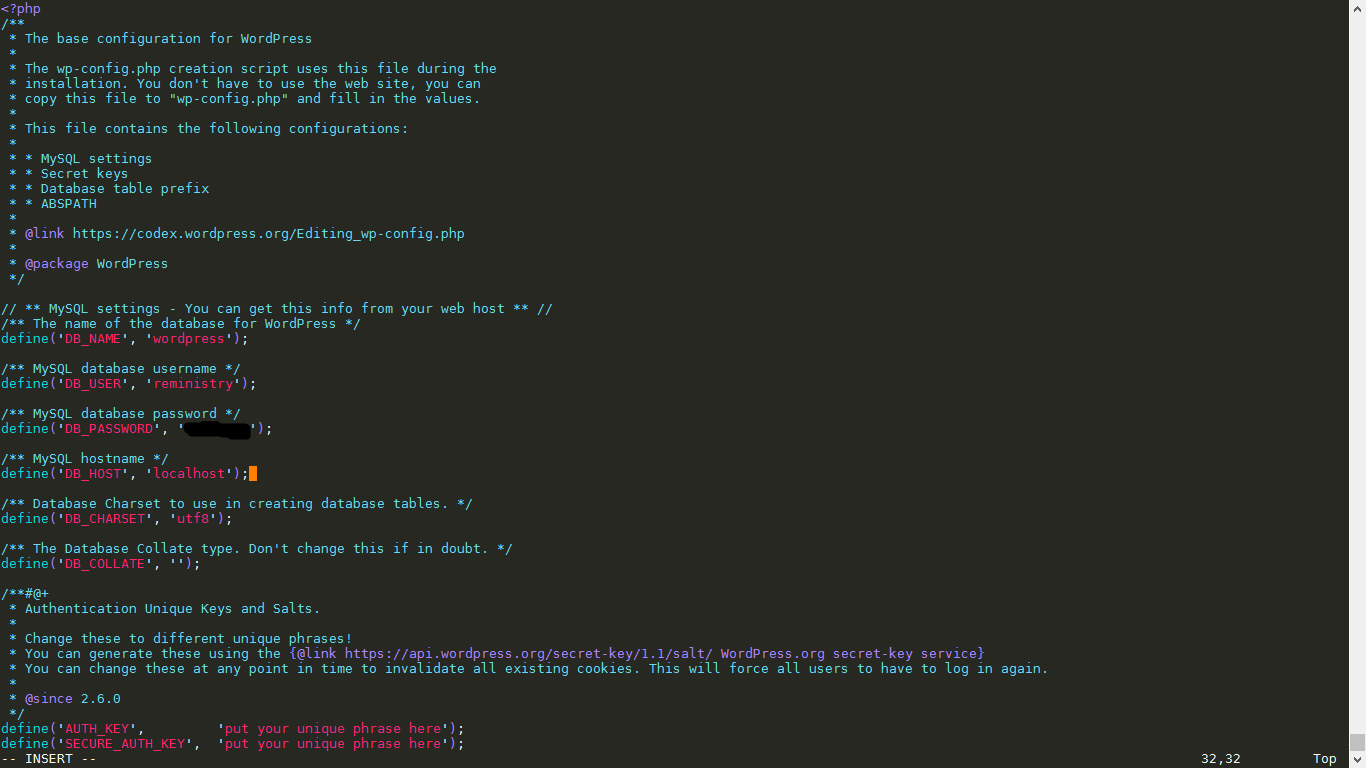 <?php
/**
 * The base configuration for WordPress
 *
 * The wp-config.php creation script uses this file during the
 * installation. You don't have to use the web site, you can
 * copy this file to "wp-config.php" and fill in the values.
 *
 * This file contains the following configurations:
 *
 * * MySQL settings
 * * Secret keys
 * * Database table prefix
 * * ABSPATH
 *
 * @link https://codex.wordpress.org/Editing_wp-config.php
 *
 * @package WordPress
 */

// ** MySQL settings - You can get this info from your web host ** //
/** The name of the database for WordPress */
define('DB_NAME', 'wordpress');

/** MySQL database username */
define('DB_USER', 'reministry');

/** MySQL database password */
define('DB_PASSWORD', '');

/** MySQL hostname */
define('DB_HOST', 'localhost');

/** Database Charset to use in creating database tables. */
define('DB_CHARSET', 'utf8');

/** The Database Collate type. Don't change this if in doubt. */
define('DB_COLLATE', '');

/**#@+
 * Authentication Unique Keys and Salts.
 *
 * Change these to different unique phrases!
 * You can generate these using the {@link https://api.wordpress.org/secret-key/1.1/salt/ WordPress.org secret-key service}
 * You can change these at any point in time to invalidate all existing cookies. This will force all users to have to log in again.
 *
 * @since 2.6.0
 */
define('AUTH_KEY',         'put your unique phrase here');
define('SECURE_AUTH_KEY',  'put your unique phrase here');
-- INSERT -- 32,32 Top